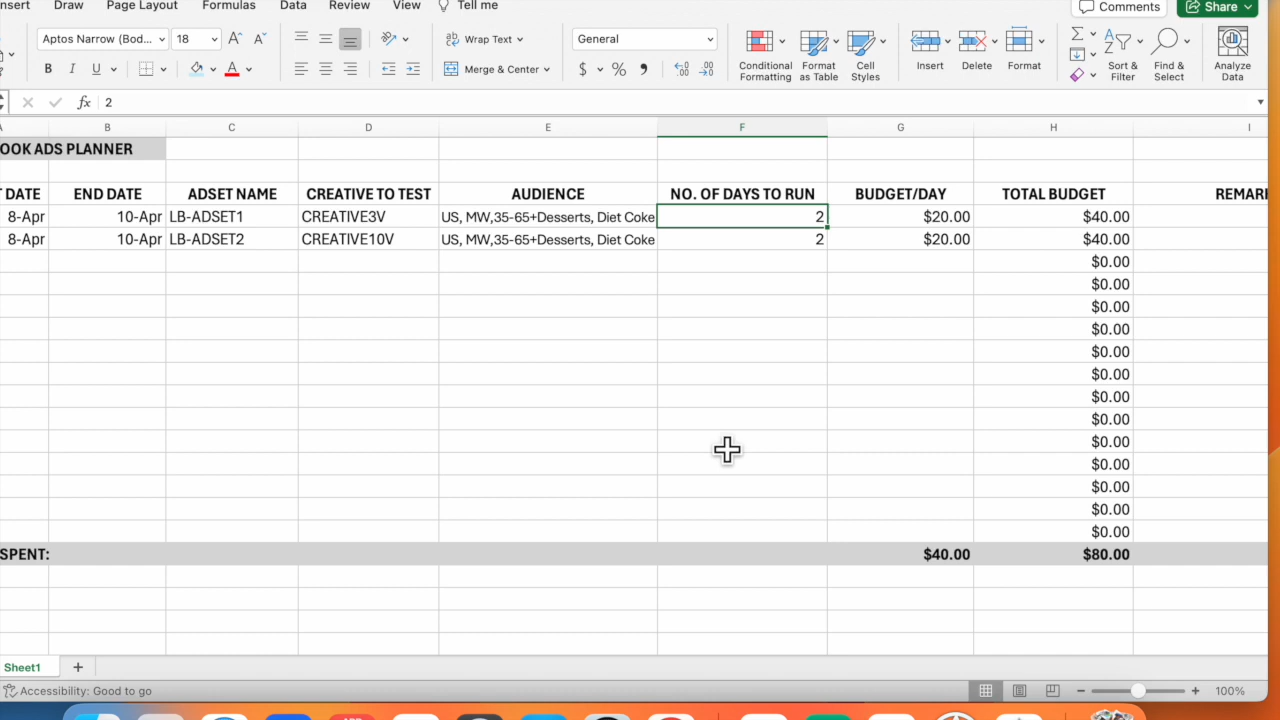 nsert Draw Page Layout Formulas Data Review View Tell me Comments Share
Aptos Narrow (Bod... 18 A A Wrap Text General
B I U A Merge & Center $ % 9 Conditional Formatting Format as Table Cell Styles Insert Delete Format Sort & Filter Find & Select Analyze Data
fx 2
A B C D E F G H I
OOK ADS PLANNER
T DATE END DATE ADSET NAME CREATIVE TO TEST AUDIENCE NO. OF DAYS TO RUN BUDGET/DAY TOTAL BUDGET REMAR
8-Apr 10-Apr LB-ADSET1 CREATIVE3V US, MW,35-65+Desserts, Diet Coke 2 $20.00 $40.00
8-Apr 10-Apr LB-ADSET2 CREATIVE10V US, MW,35-65+Desserts, Diet Coke 2 $20.00 $40.00
$0.00
$0.00
$0.00
$0.00
$0.00
$0.00
$0.00
$0.00
$0.00
$0.00
$0.00
$0.00
$0.00
SPENT: $40.00 $80.00
Sheet1 +
Accessibility: Good to go − + 100%